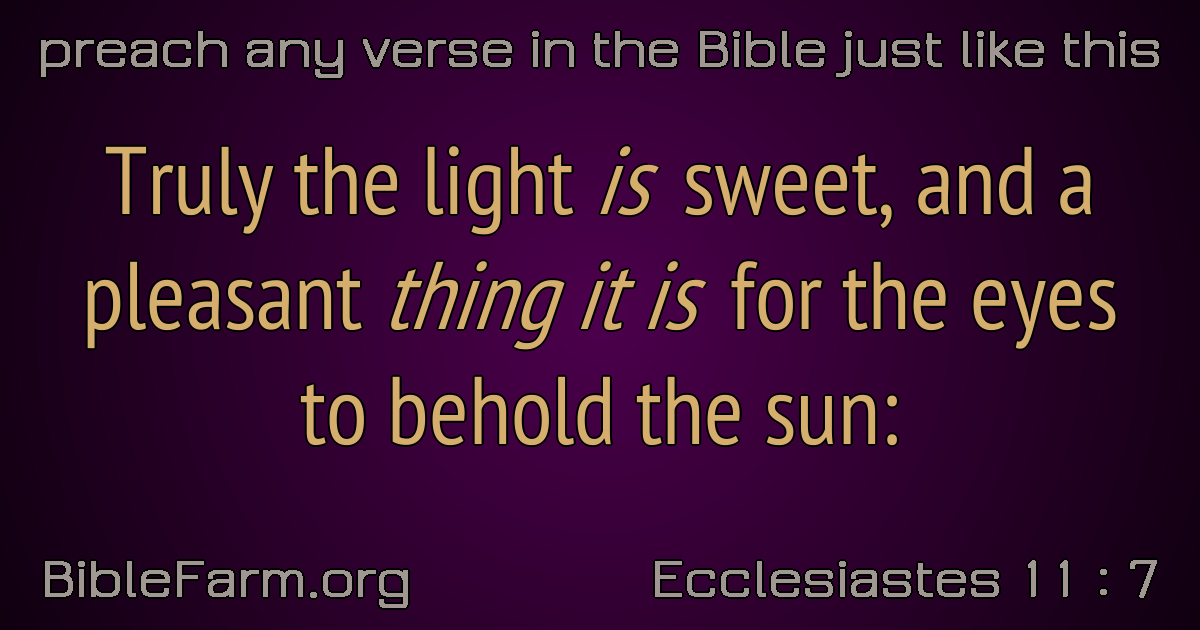 preach any verse in the Bible just like this
Truly the light is sweet, and a
pleasant thing it is for the eyes
to behold the sun:
BibleFarm.org
Ecclesiastes 11 : 7